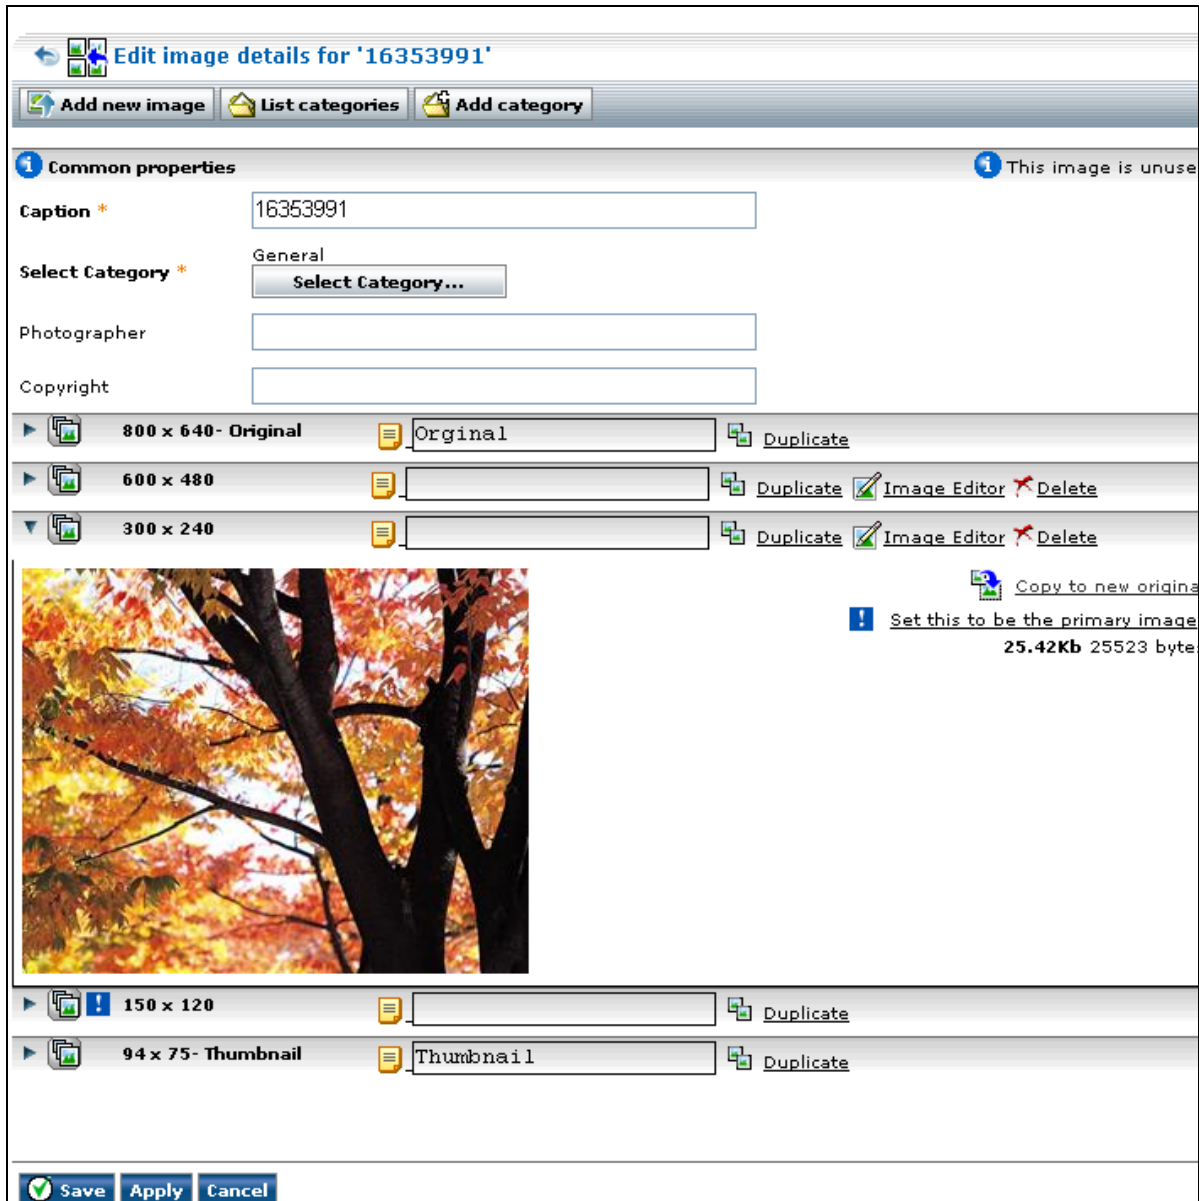 Edit image details for '16353991'
Add new image List categories Add category
Common properties This image is unuse
Caption * 16353991
General
Select Category * Select Category...
Photographer
Copyright
800 x 640- Original Orginal Duplicate
600 x 480 Duplicate Image Editor Delete
300 x 240 Duplicate Image Editor Delete
Copy to new origina
Set this to be the primary image
25.42Kb 25523 byte
150 x 120 Duplicate
94 x 75- Thumbnail Thumbnail Duplicate
Save Apply Cancel